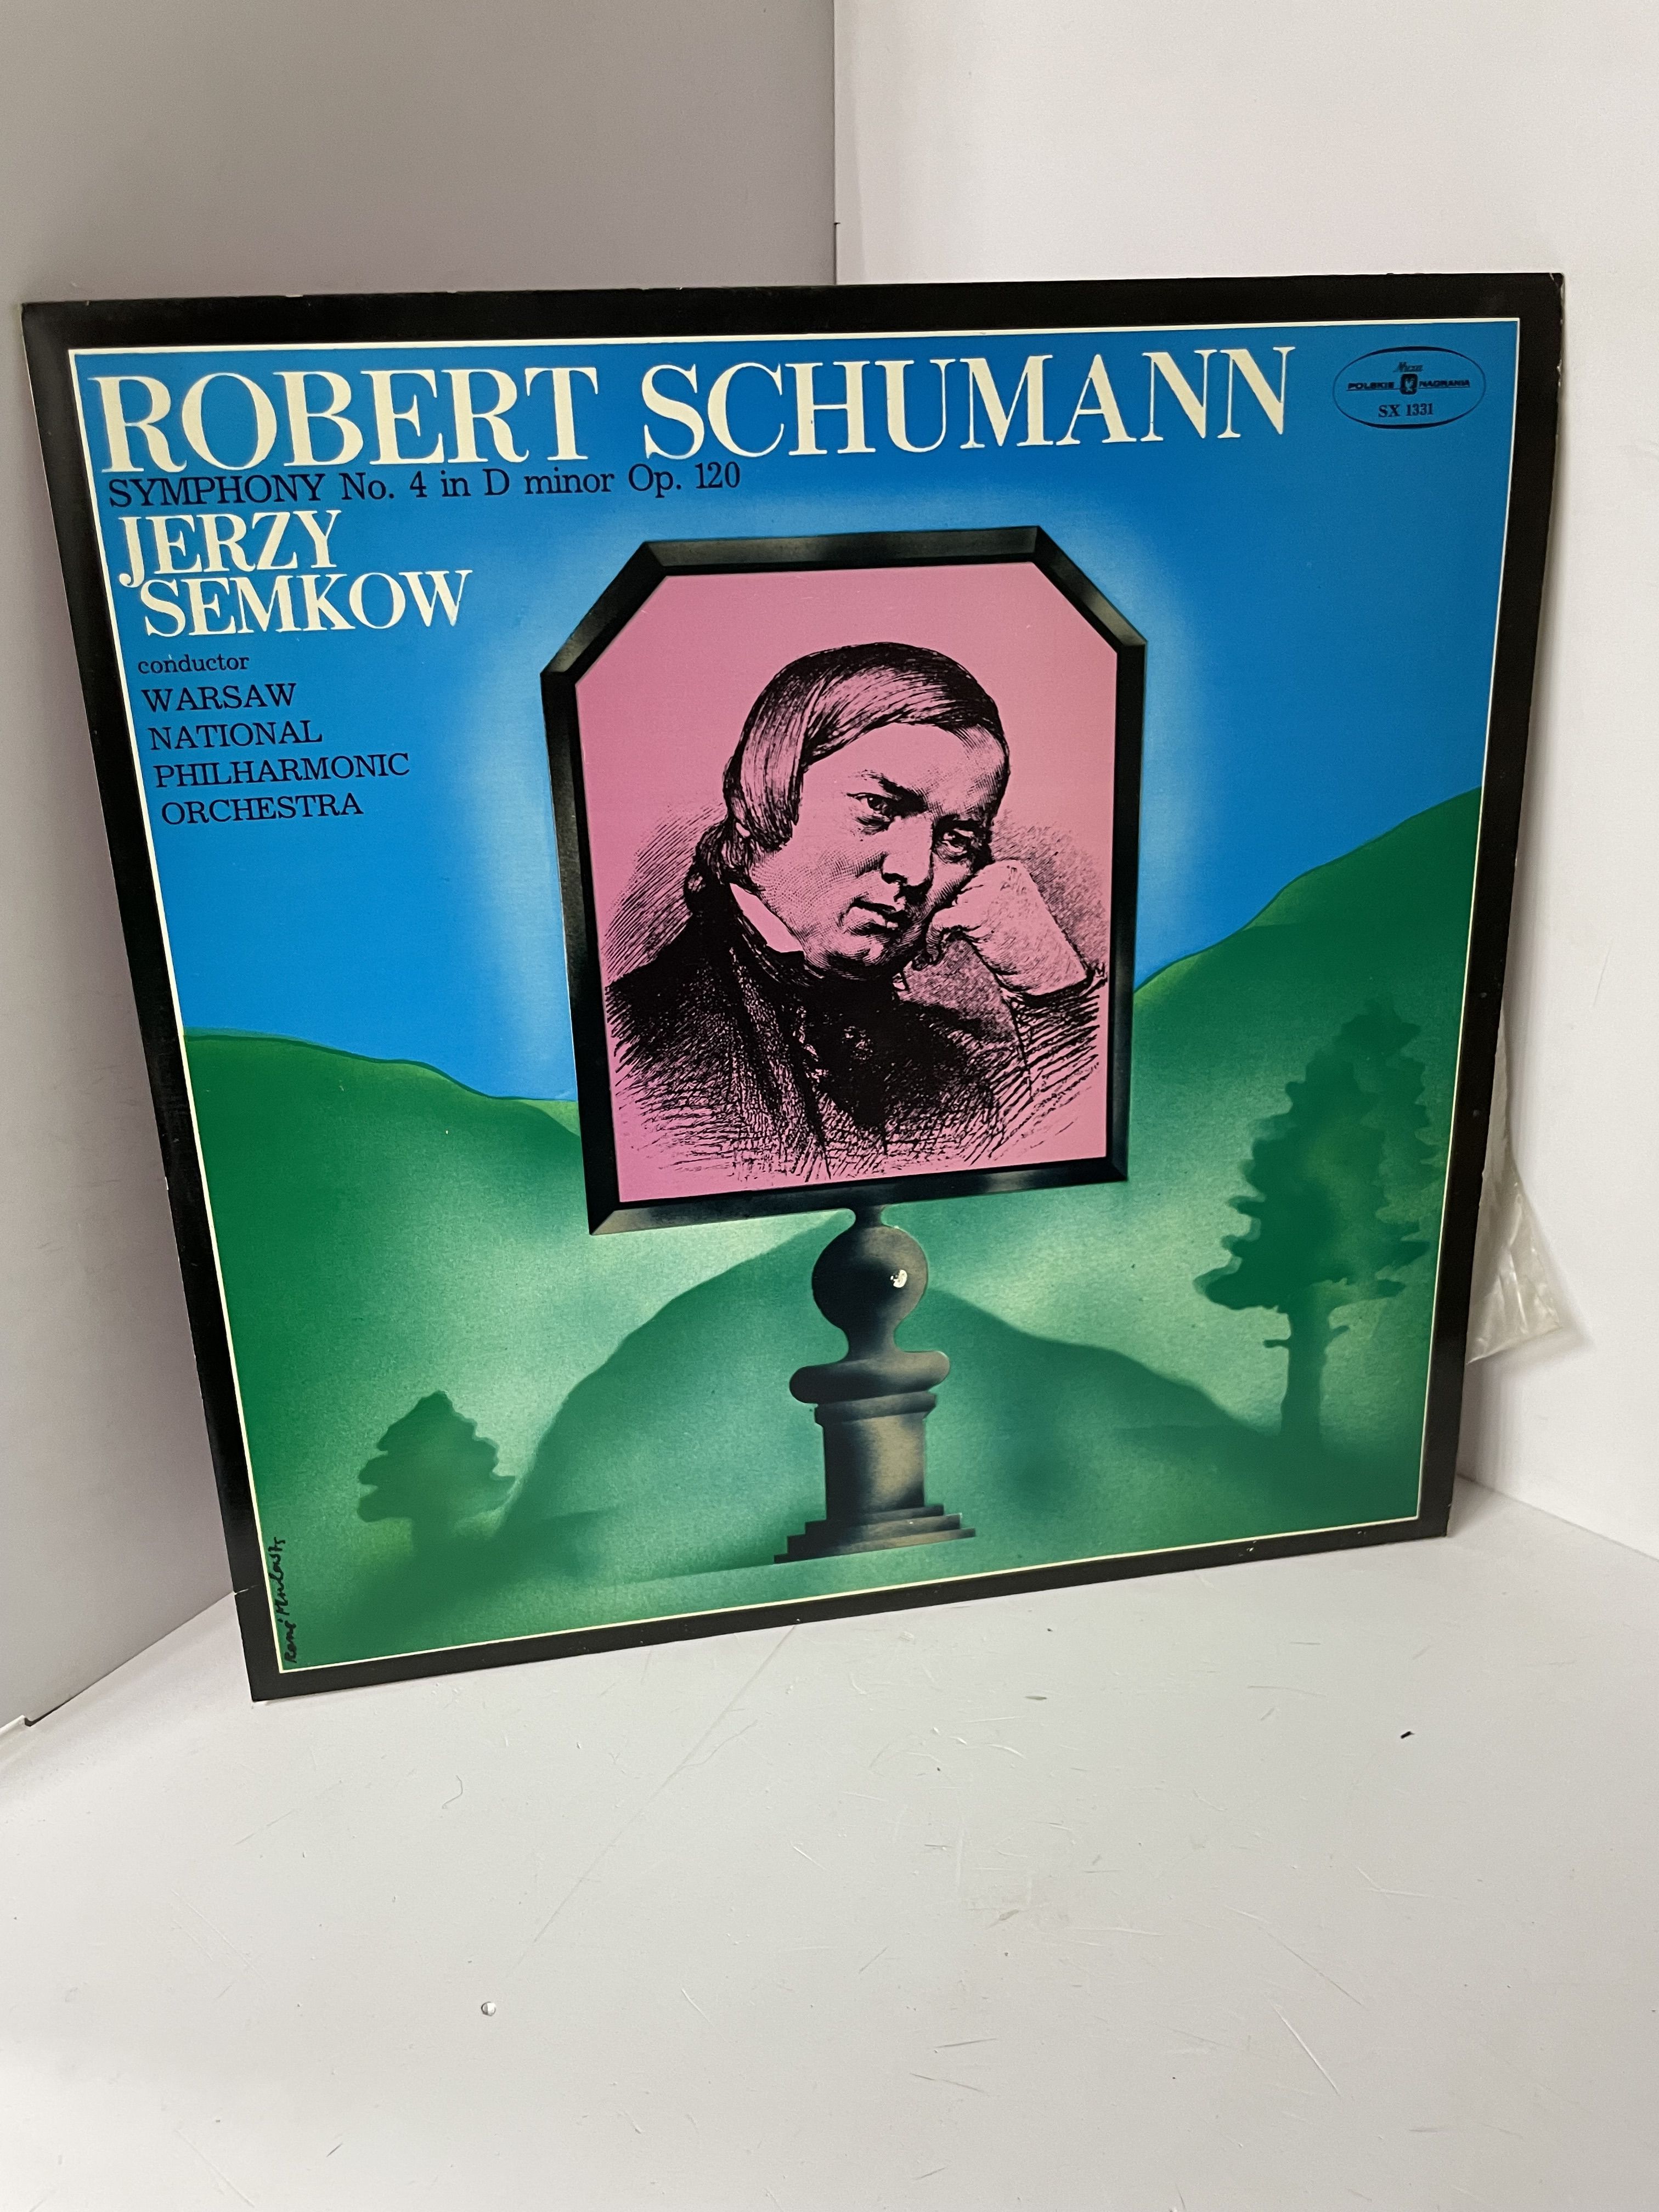 ROBERT SCHUMANN
Muza
POLSKIE NAGRANIA
SX 1331
SYMPHONY No. 4 in D minor Op. 120
JERZY
SEMKOW
conductor
WARSAW
NATIONAL
PHILHARMONIC
ORCHESTRA